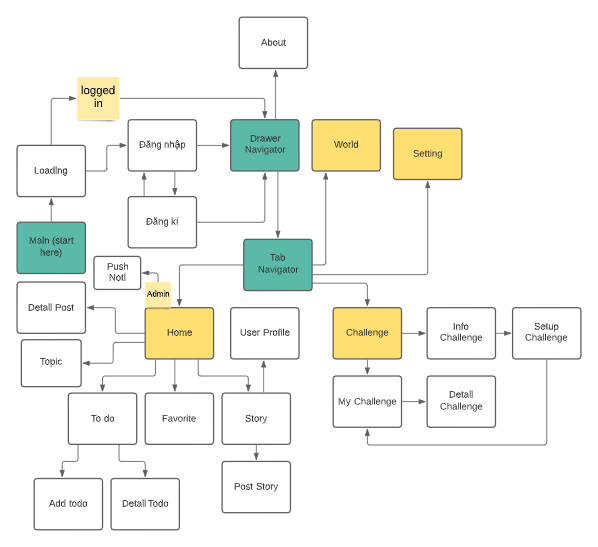 About
logged
in
Drawer
Navigator
World
Setting
Đăng nhập
Loading
Đăng kí
Main (start
here)
Tab
Navigator
Push
Noti
Admin
Detail Post
Home
User Profile
Challenge
Info
Challenge
Setup
Challenge
Topic
My Challenge
Detail
Challenge
To do
Favorite
Story
Add todo
Detail Todo
Post Story